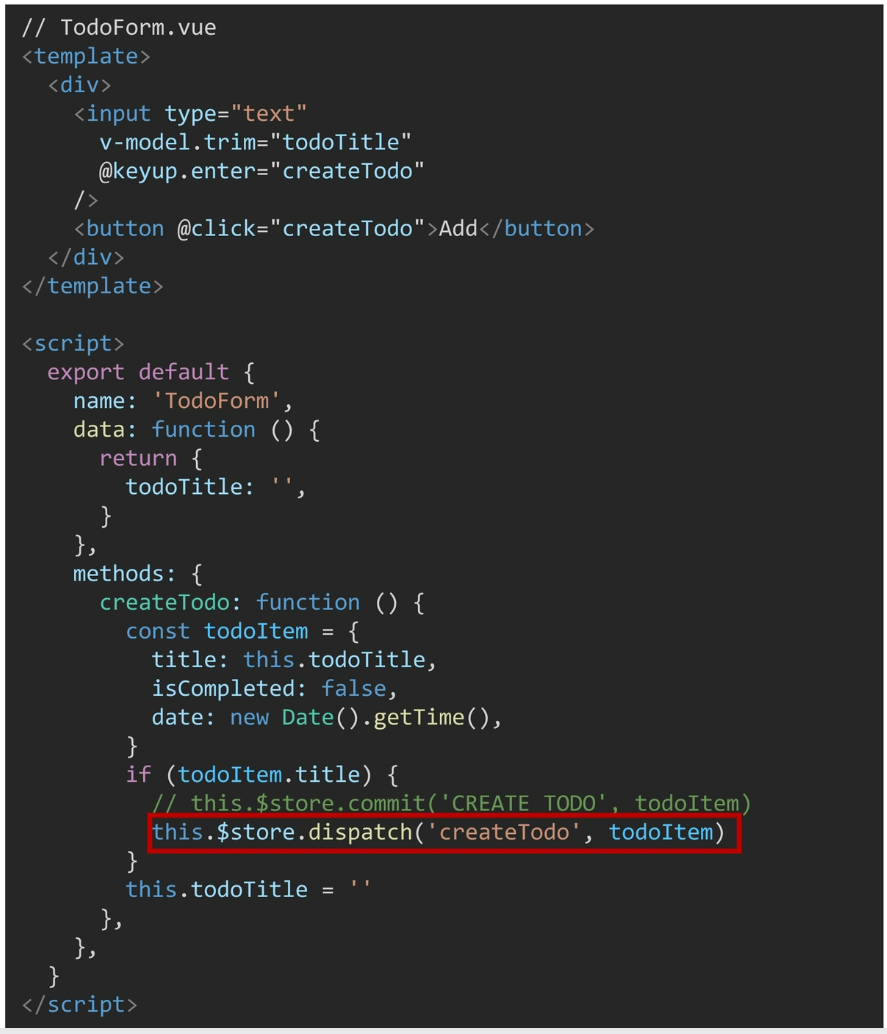 // TodoForm.vue
<template>
  <div>
    <input type="text"
      v-model.trim="todoTitle"
      @keyup.enter="createTodo"
    />
    <button @click="createTodo">Add</button>
  </div>
</template>

<script>
  export default {
    name: 'TodoForm',
    data: function () {
      return {
        todoTitle: '',
      }
    },
    methods: {
      createTodo: function () {
        const todoItem = {
          title: this.todoTitle,
          isCompleted: false,
          date: new Date().getTime(),
        }
        if (todoItem.title) {
          // this.$store.commit('CREATE_TODO', todoItem)
          this.$store.dispatch('createTodo', todoItem)
        }
        this.todoTitle = ''
      },
    },
  }
</script>